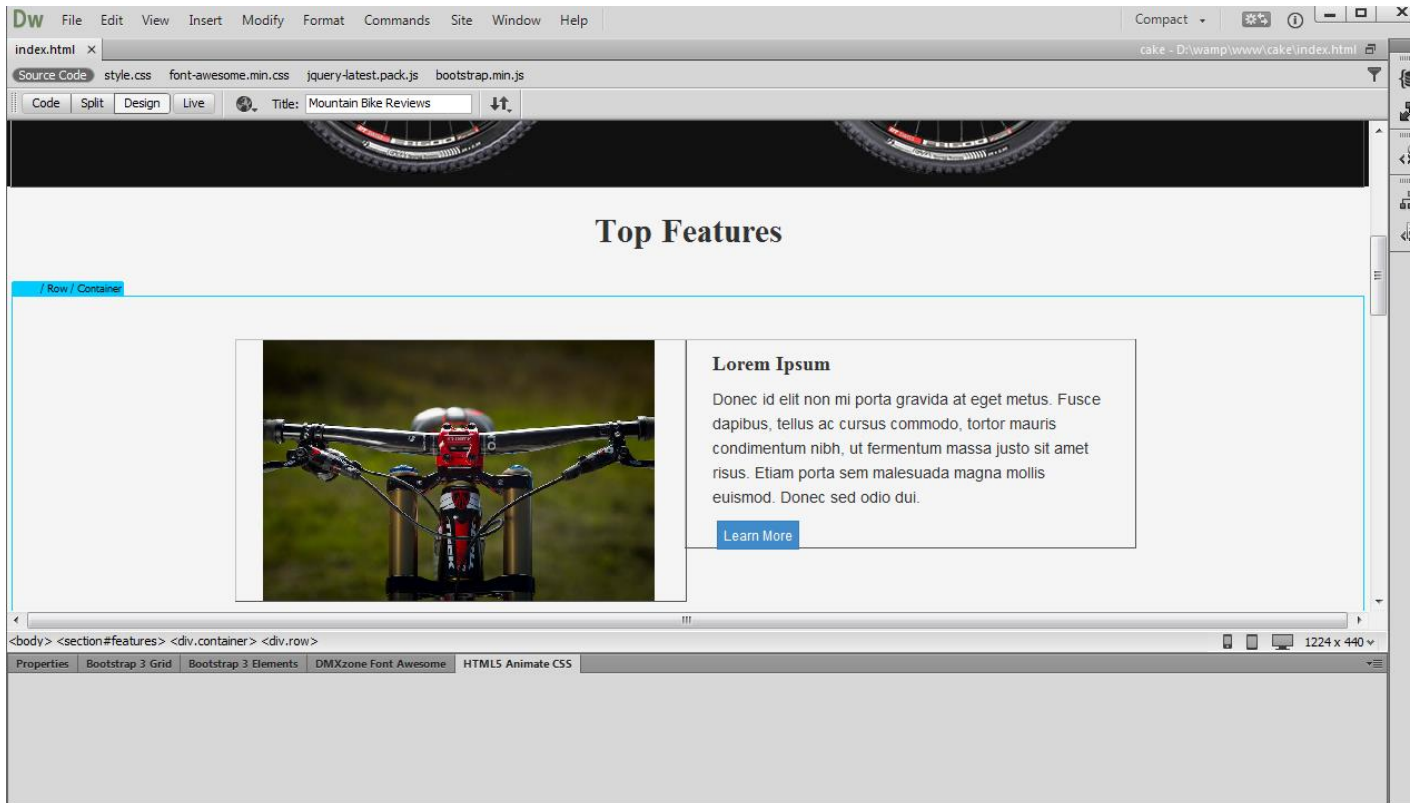 Dw File Edit View Insert Modify Format Commands Site Window Help Compact
index.html cake - D:\wamp\www\cake\index.html
Source Code style.css font-awesome.min.css jquery-latest.pack.js bootstrap.min.js
Code Split Design Live Title: Mountain Bike Reviews
Top Features
/ Row / Container
Lorem Ipsum
Donec id elit non mi porta gravida at eget metus. Fusce
dapibus, tellus ac cursus commodo, tortor mauris
condimentum nibh, ut fermentum massa justo sit amet
risus. Etiam porta sem malesuada magna mollis
euismod. Donec sed odio dui.
Learn More
<body> <section#features> <div.container> <div.row> 1224 x 440
Properties Bootstrap 3 Grid Bootstrap 3 Elements DMXzone Font Awesome HTML5 Animate CSS